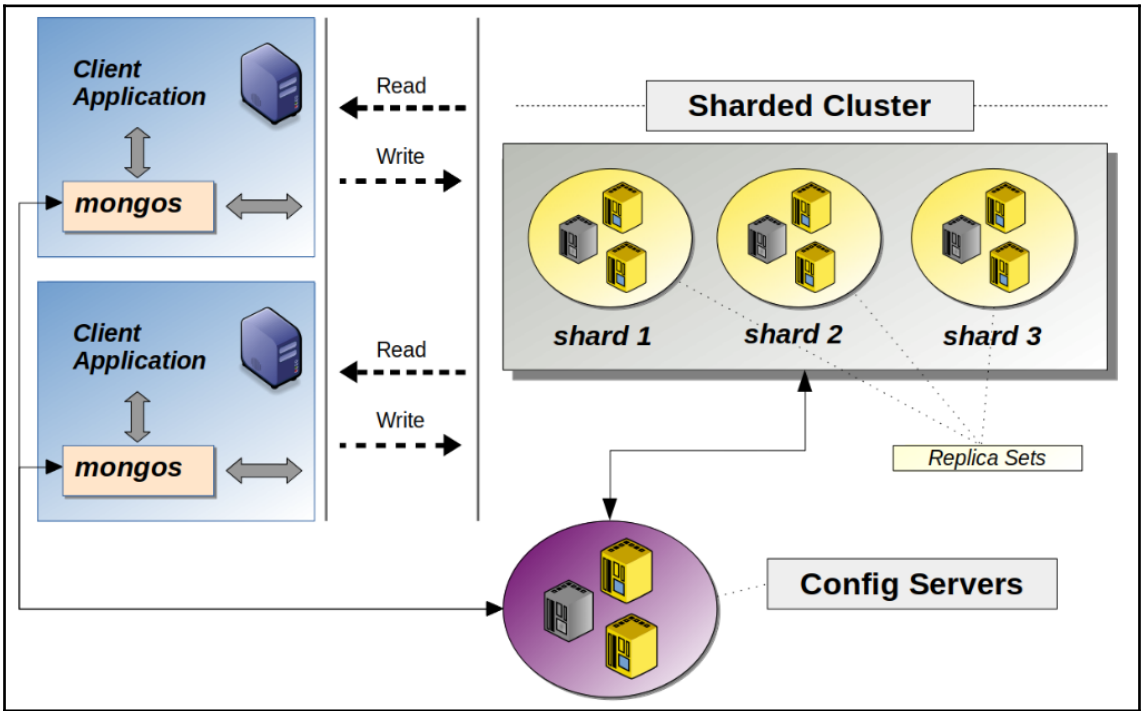 Client
Application
mongos
Read
Write
Sharded Cluster
shard 1
shard 2
shard 3
Replica Sets
Client
Application
mongos
Read
Write
Config Servers